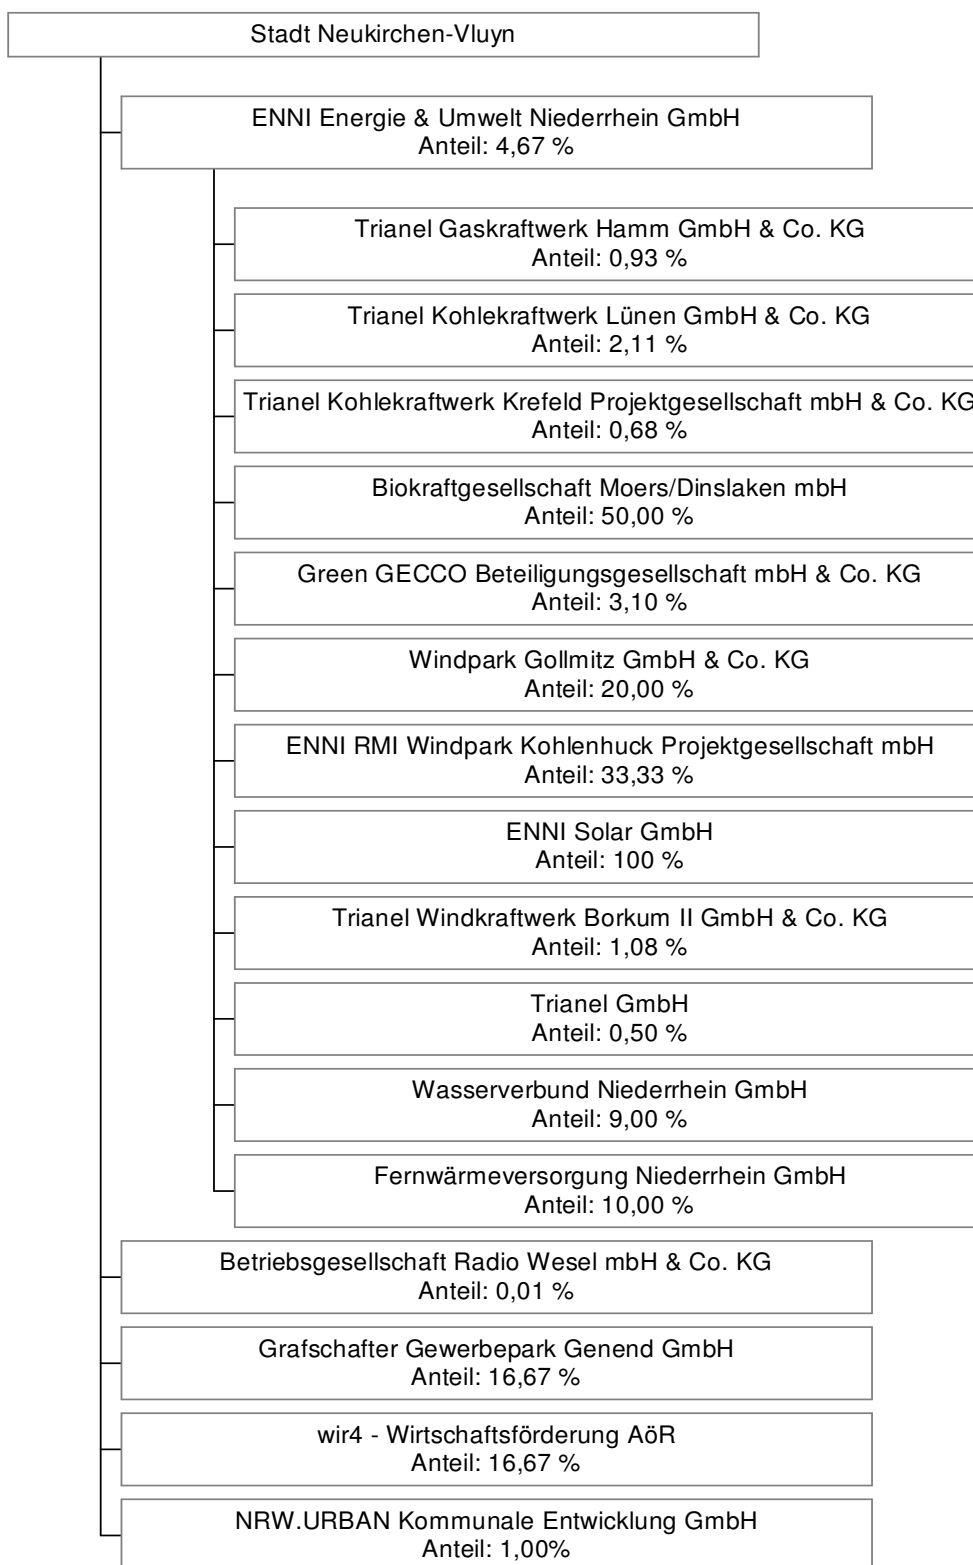 Stadt Neukirchen-Vluyn
ENNI Energie & Umwelt Niederrhein GmbH
Anteil: 4,67 %
Trianel Gaskraftwerk Hamm GmbH & Co. KG
Anteil: 0,93 %
Trianel Kohlekraftwerk Lünen GmbH & Co. KG
Anteil: 2,11 %
Trianel Kohlekraftwerk Krefeld Projektgesellschaft mbH & Co. KG
Anteil: 0,68 %
Biokraftgesellschaft Moers/Dinslaken mbH
Anteil: 50,00 %
Green GECCO Beteiligungsgesellschaft mbH & Co. KG
Anteil: 3,10 %
Windpark Gollmitz GmbH & Co. KG
Anteil: 20,00 %
ENNI RMI Windpark Kohlenhuck Projektgesellschaft mbH
Anteil: 33,33 %
ENNI Solar GmbH
Anteil: 100 %
Trianel Windkraftwerk Borkum II GmbH & Co. KG
Anteil: 1,08 %
Trianel GmbH
Anteil: 0,50 %
Wasserverbund Niederrhein GmbH
Anteil: 9,00 %
Fernwärmeversorgung Niederrhein GmbH
Anteil: 10,00 %
Betriebsgesellschaft Radio Wesel mbH & Co. KG
Anteil: 0,01 %
Grafschafter Gewerbepark Genend GmbH
Anteil: 16,67 %
wir4 - Wirtschaftsförderung AöR
Anteil: 16,67 %
NRW.URBAN Kommunale Entwicklung GmbH
Anteil: 1,00%